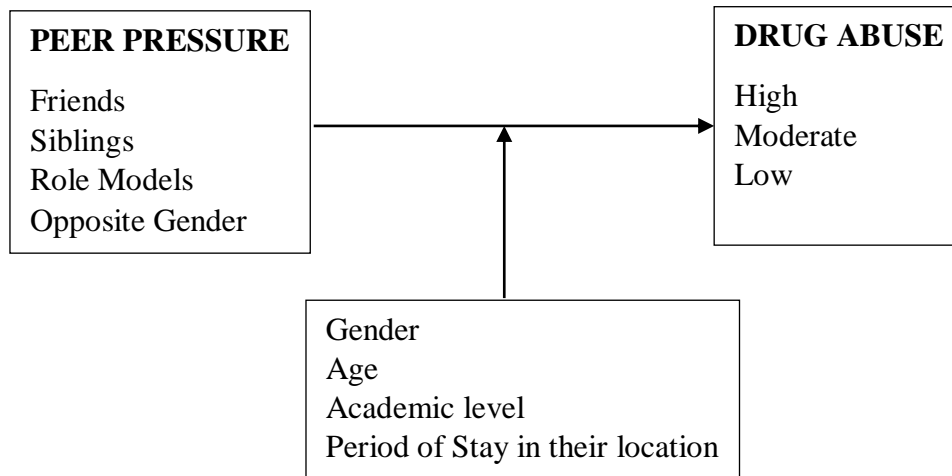 PEER PRESSURE
Friends
Siblings
Role Models
Opposite Gender
DRUG ABUSE
High
Moderate
Low
Gender
Age
Academic level
Period of Stay in their location